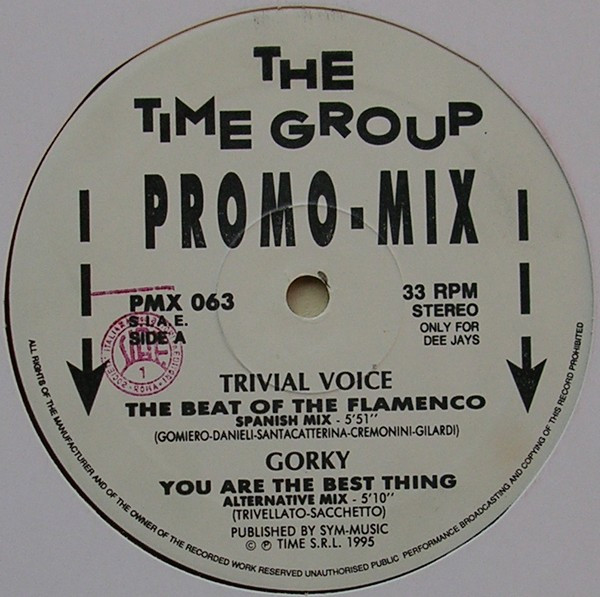 THE
TIME GROUP
PROMO-MIX
PMX 063
S.I.A.E.
SIDE A
33 RPM
STEREO
ONLY FOR
DEE JAYS
1
ROMA
TRIVIAL VOICE
THE BEAT OF THE FLAMENCO
SPANISH MIX - 5'51''
(GOMIERO-DANIELI-SANTACATTERINA-CREMONINI-GILARDI)
GORKY
YOU ARE THE BEST THING
ALTERNATIVE MIX - 5'10''
(TRIVELLATO-SACCHETTO)
PUBLISHED BY SYM-MUSIC
© ℗ TIME S.R.L. 1995
ALL RIGHTS OF THE MANUFACTURER AND OF THE OWNER OF THE RECORDED WORK RESERVED UNAUTHORISED PUBLIC PERFORMANCE BROADCASTING AND COPYING OF THIS RECORD PROHIBITED